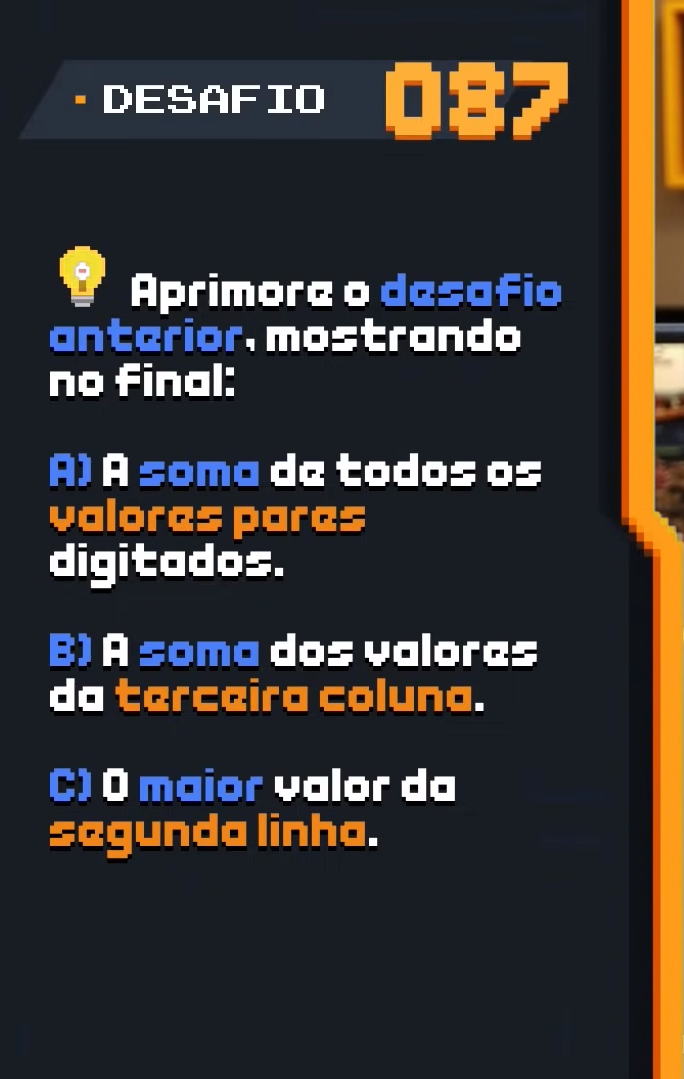 DESAFIO 087
Aprimore o desafio
anterior, mostrando
no final:
A) A soma de todos os
valores pares
digitados.
B) A soma dos valores
da terceira coluna.
C) O maior valor da
segunda linha.